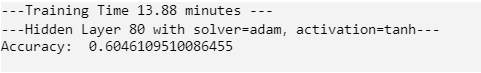 ---Training Time 13.88 minutes ---
---Hidden Layer 80 with solver=adam, activation=tanh---
Accuracy:  0.6046109510086455